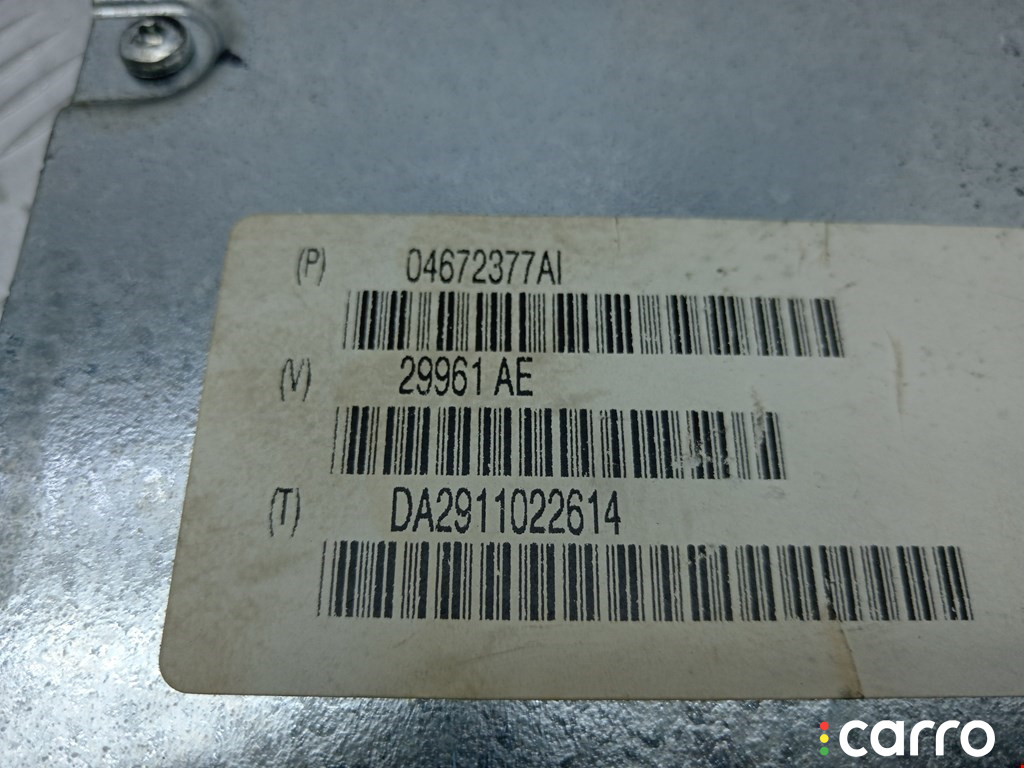 (P) 04672377AI
(V) 29961 AE
(T) DA2911022614
carro